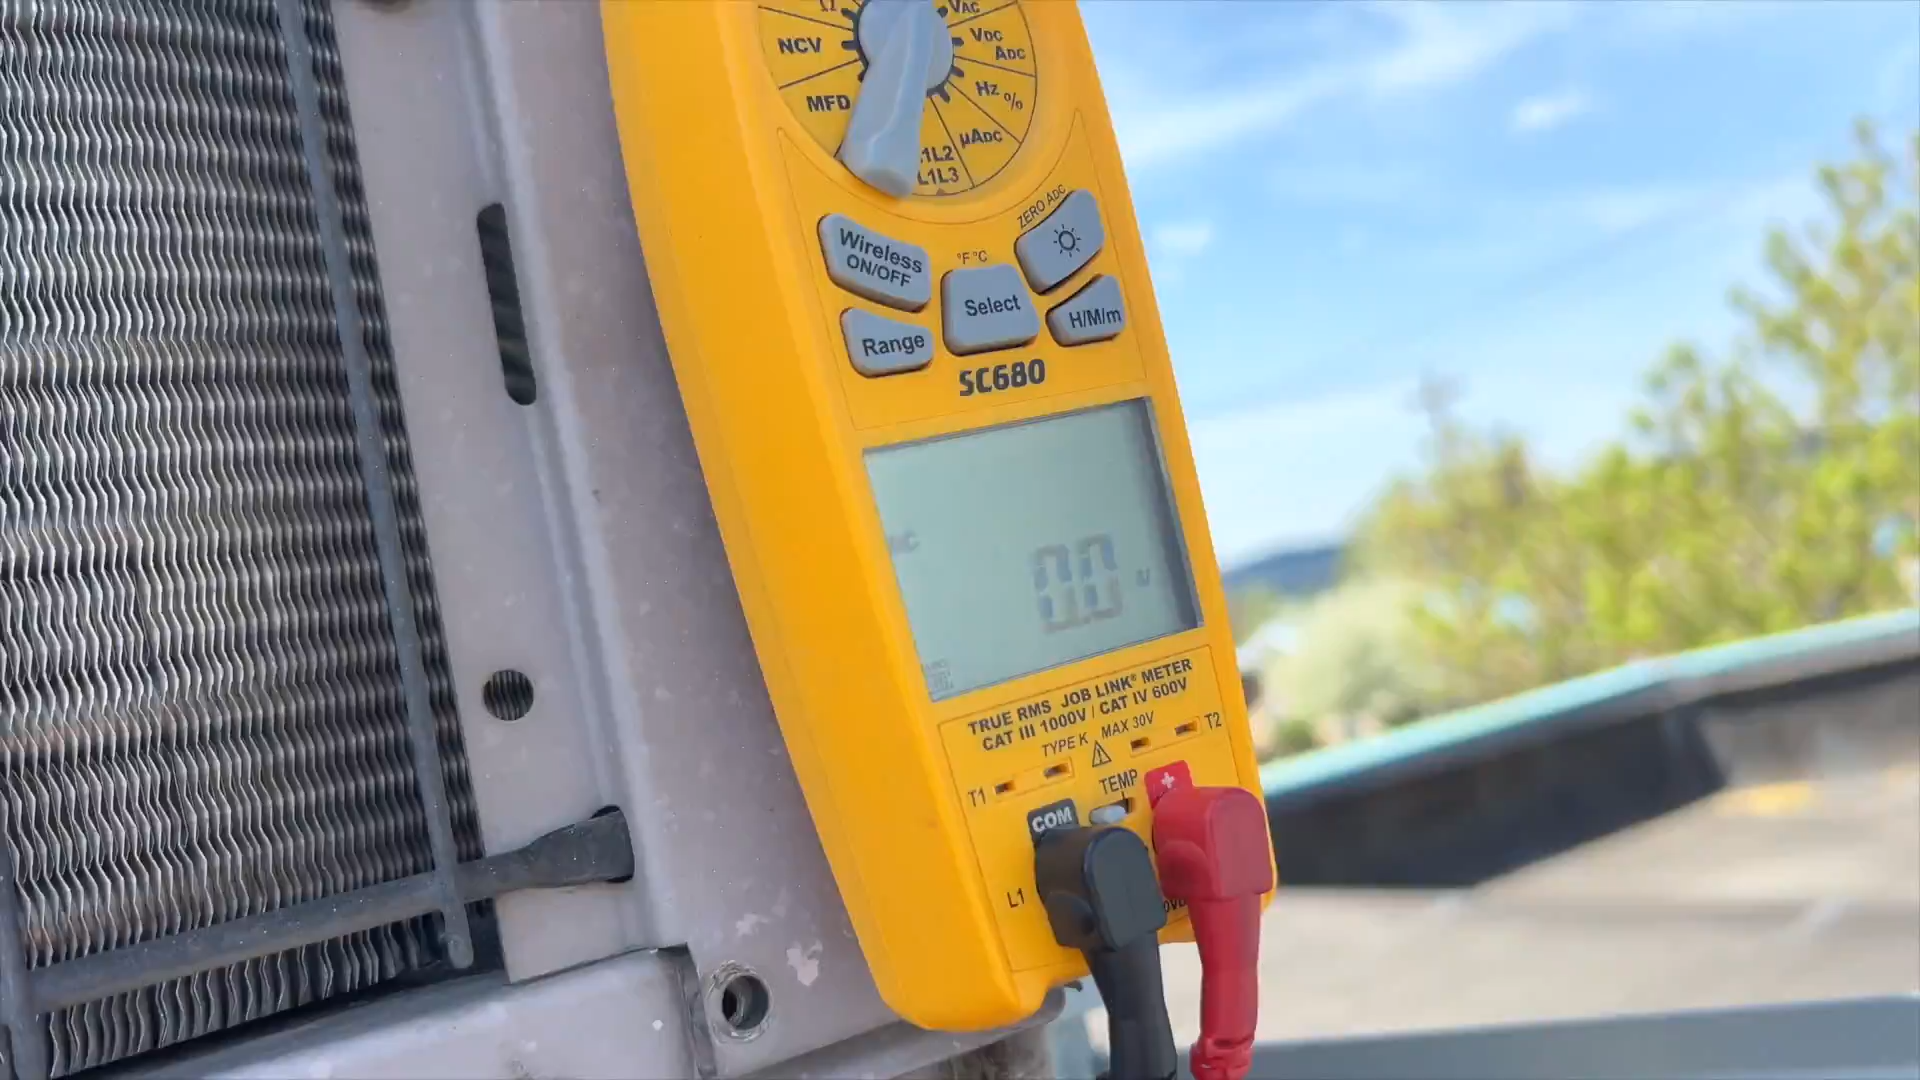 Ω
VAC
NCV
VDC
ADC
MFD
Hz %
µADC
1L2
L1L3
Wireless
ON/OFF
ZERO ADC
°F °C
Select
Range
H/M/m
SC680
0.0
TRUE RMS JOB LINK® METER
CAT III 1000V / CAT IV 600V
TYPE K
MAX 30V
T1
T2
TEMP
COM
+
L1